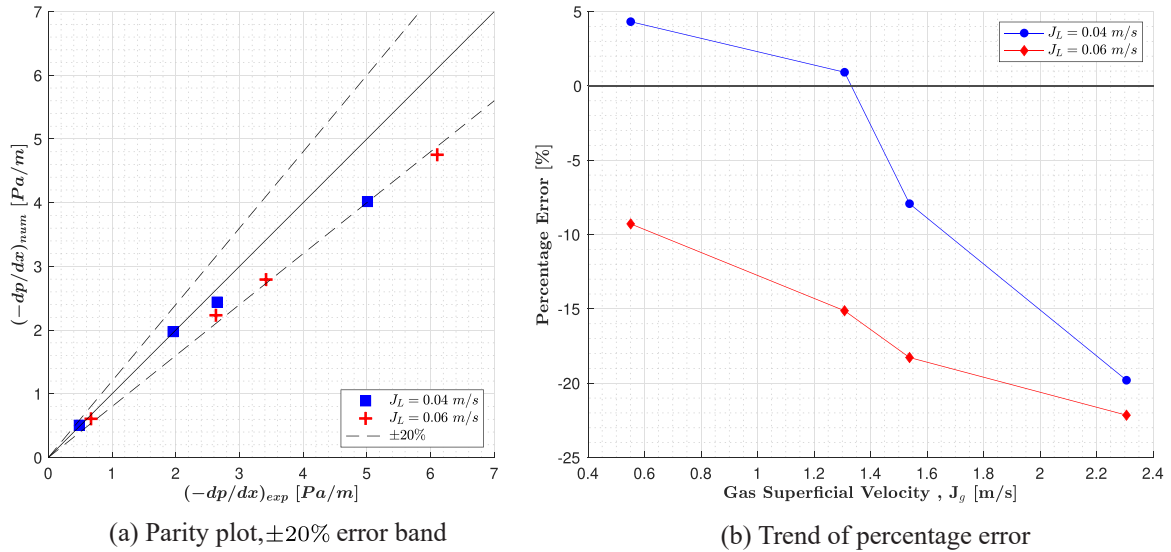 7
6
5
4
3
2
1
0
(−dp/dx)num [Pa/m]
0 1 2 3 4 5 6 7
(−dp/dx)exp [Pa/m]
JL = 0.04 m/s
JL = 0.06 m/s
±20%
(a) Parity plot,±20% error band
5
0
-5
-10
-15
-20
-25
Percentage Error [%]
0.4 0.6 0.8 1 1.2 1.4 1.6 1.8 2 2.2 2.4
Gas Superficial Velocity , Jg [m/s]
JL = 0.04 m/s
JL = 0.06 m/s
(b) Trend of percentage error